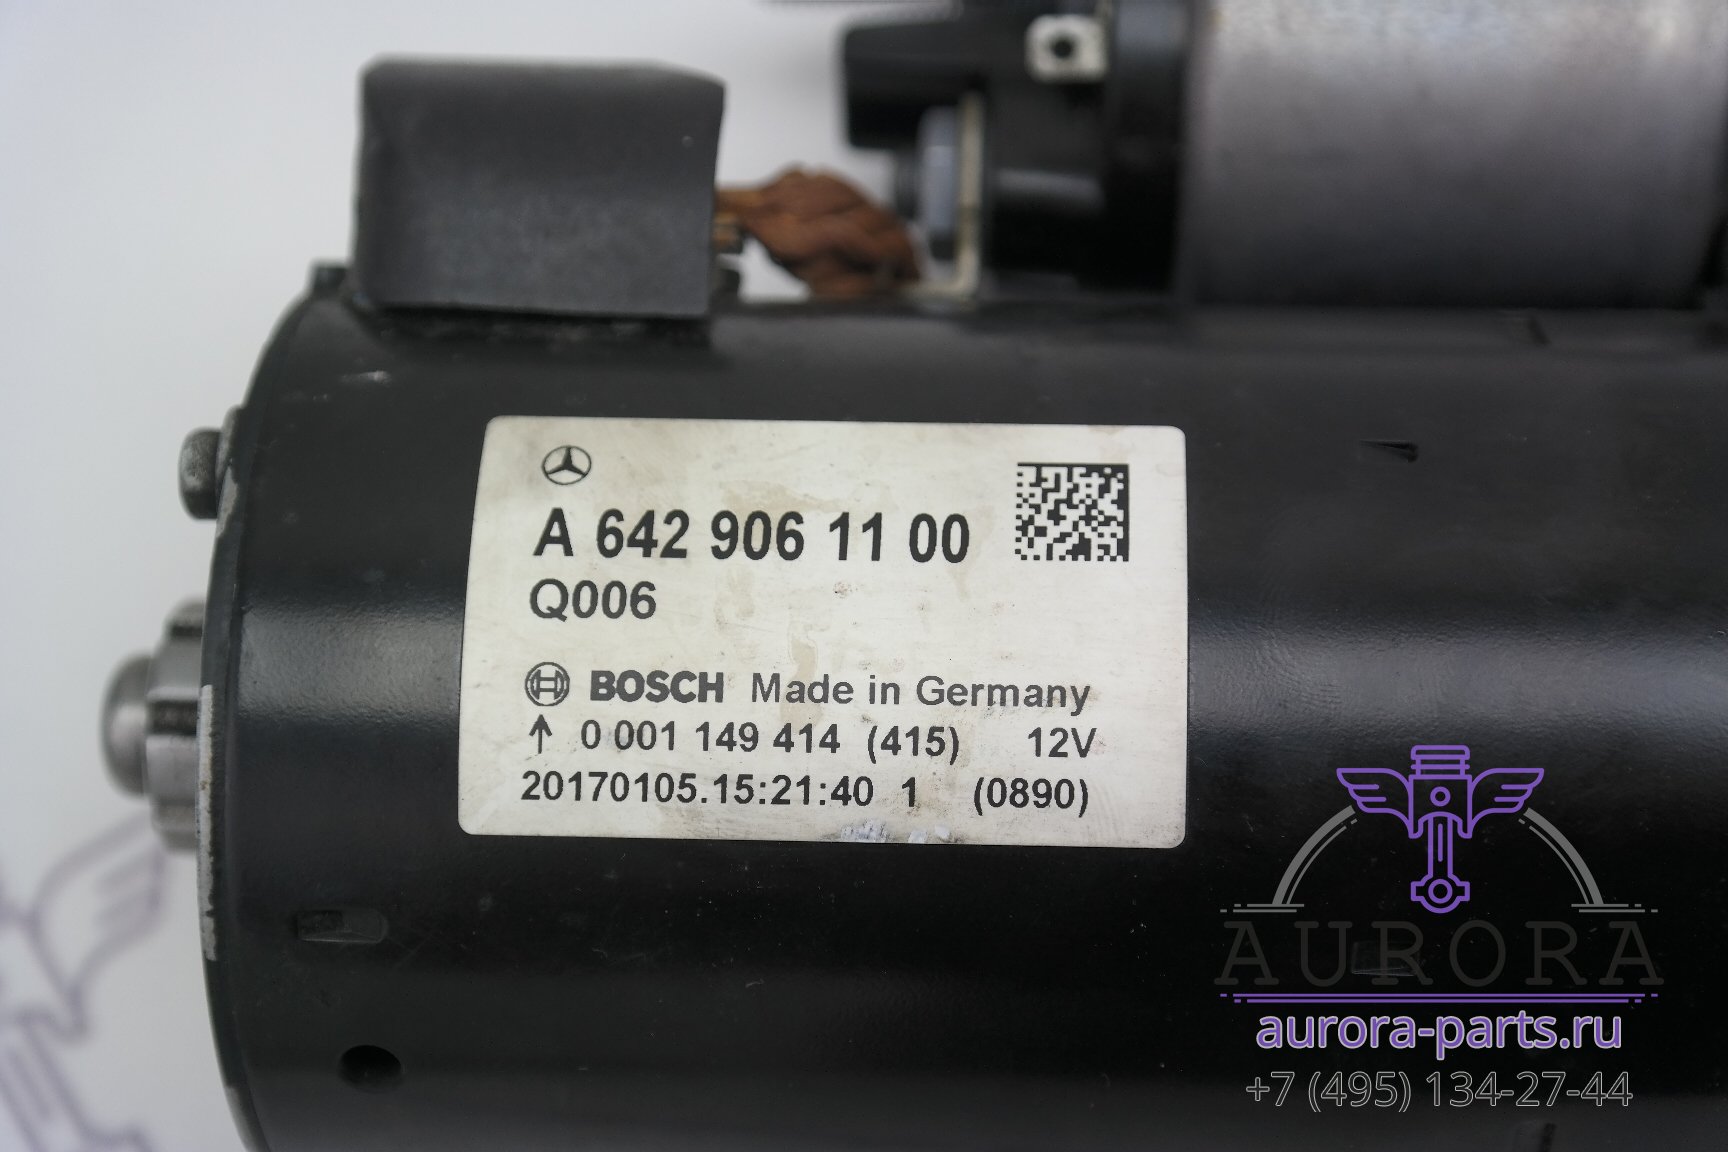 A 642 906 11 00
Q006
BOSCH Made in Germany
↑ 0 001 149 414 (415) 12V
20170105.15:21:40 1 (0890)
AURORA
aurora-parts.ru
+7 (495) 134-27-44